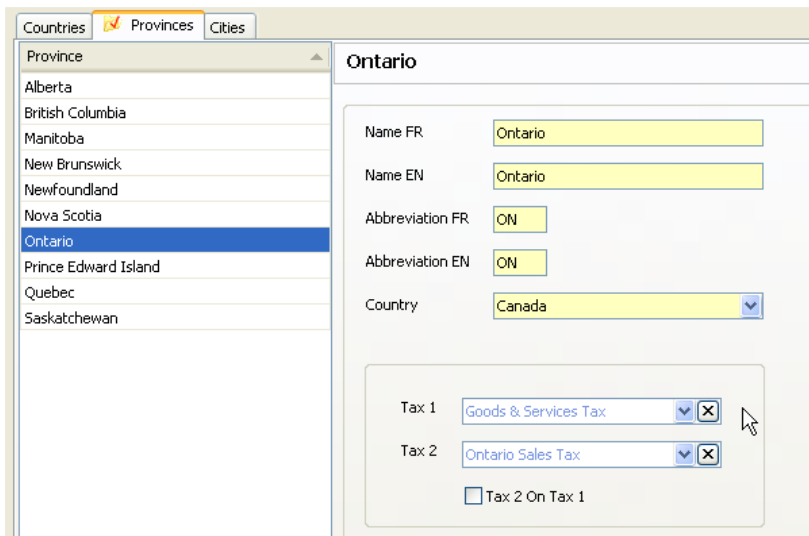 Countries Provinces Cities
Province
Alberta
British Columbia
Manitoba
New Brunswick
Newfoundland
Nova Scotia
Ontario
Prince Edward Island
Quebec
Saskatchewan
Ontario
Name FR Ontario
Name EN Ontario
Abbreviation FR ON
Abbreviation EN ON
Country Canada
Tax 1 Goods & Services Tax
Tax 2 Ontario Sales Tax
Tax 2 On Tax 1